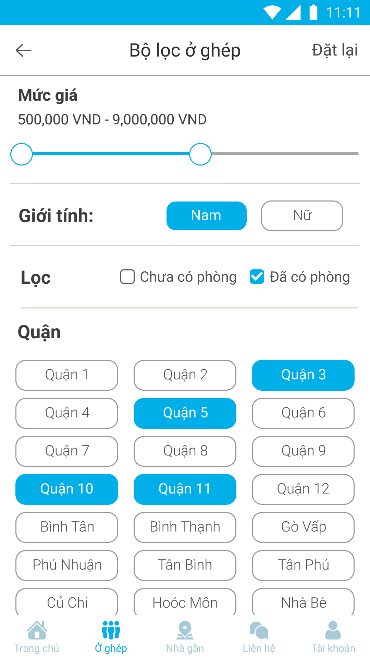 11:11
Bộ lọc ở ghép Đặt lại
Mức giá
500,000 VND - 9,000,000 VND
Giới tính: Nam Nữ
Lọc Chưa có phòng Đã có phòng
Quận
Quận 1 Quận 2 Quận 3
Quận 4 Quận 5 Quận 6
Quận 7 Quận 8 Quận 9
Quận 10 Quận 11 Quận 12
Bình Tân Bình Thạnh Gò Vấp
Phú Nhuận Tân Bình Tân Phú
Củ Chi Hoóc Môn Nhà Bè
Trang chủ Ở ghép Nhà gần Liên hệ Tài khoản